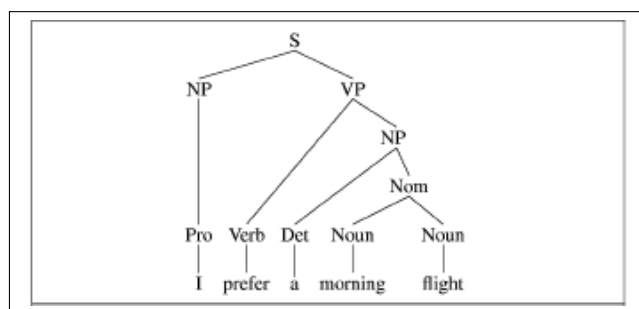 S
NP VP
NP
Nom
Pro Verb Det Noun Noun
I prefer a morning flight